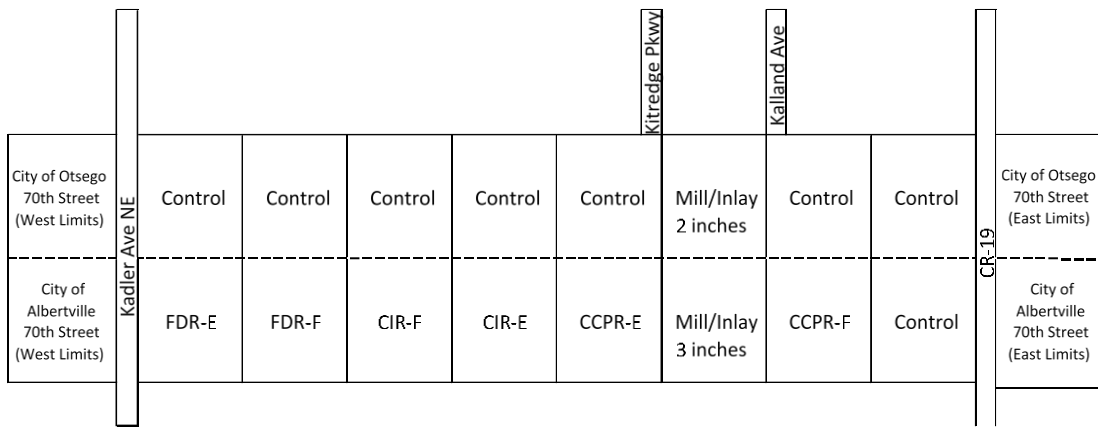 Kitredge Pkwy
Kalland Ave
Kadler Ave NE
CR-19
City of Otsego
70th Street
(West Limits)
Control
Control
Control
Control
Control
Mill/Inlay
2 inches
Control
Control
City of Otsego
70th Street
(East Limits)
City of
Albertville
70th Street
(West Limits)
FDR-E
FDR-F
CIR-F
CIR-E
CCPR-E
Mill/Inlay
3 inches
CCPR-F
Control
City of
Albertville
70th Street
(East Limits)